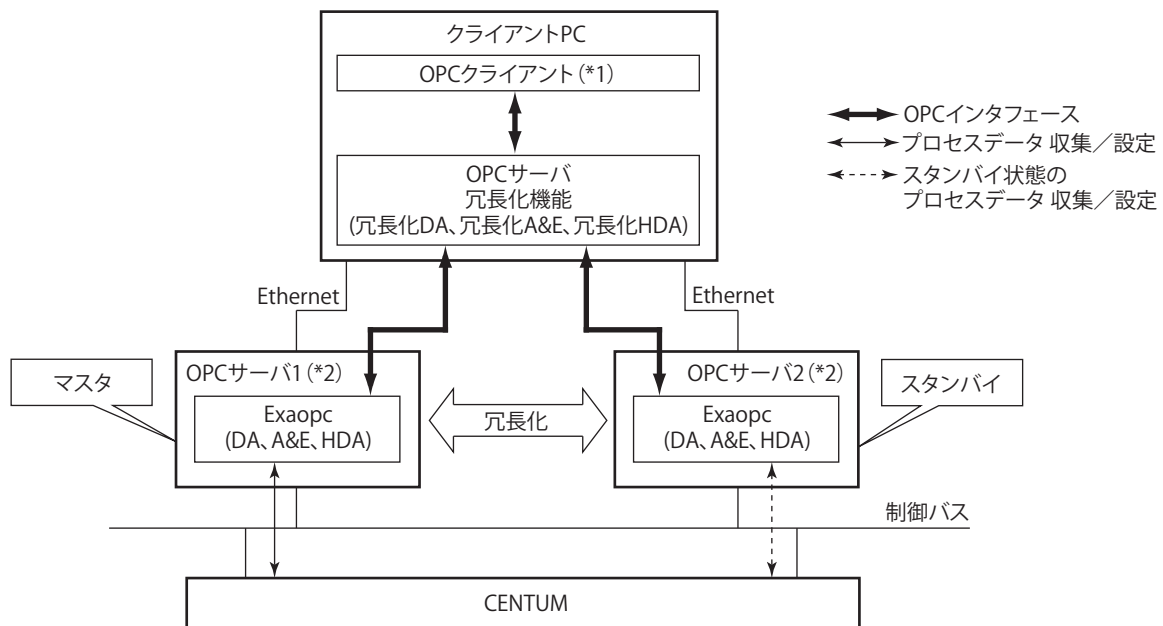 クライアントPC
OPCクライアント(*1)
OPCインタフェース
プロセスデータ 収集／設定
スタンバイ状態の
プロセスデータ 収集／設定
OPCサーバ
冗長化機能
(冗長化DA、冗長化A&E、冗長化HDA)
Ethernet
Ethernet
マスタ
OPCサーバ1(*2)
Exaopc
(DA、A&E、HDA)
冗長化
OPCサーバ2(*2)
Exaopc
(DA、A&E、HDA)
スタンバイ
制御バス
CENTUM